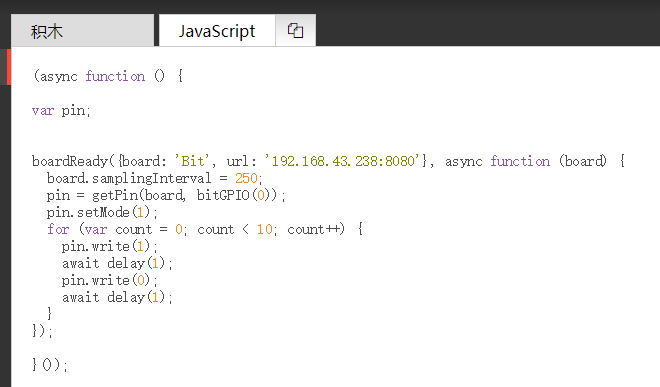 积木
JavaScript
(async function () {
var pin;
boardReady({board: 'Bit', url: '192.168.43.238:8080'}, async function (board) {
  board.samplingInterval = 250;
  pin = getPin(board, bitGPIO(0));
  pin.setMode(1);
  for (var count = 0; count < 10; count++) {
    pin.write(1);
    await delay(1);
    pin.write(0);
    await delay(1);
  }
});
}());